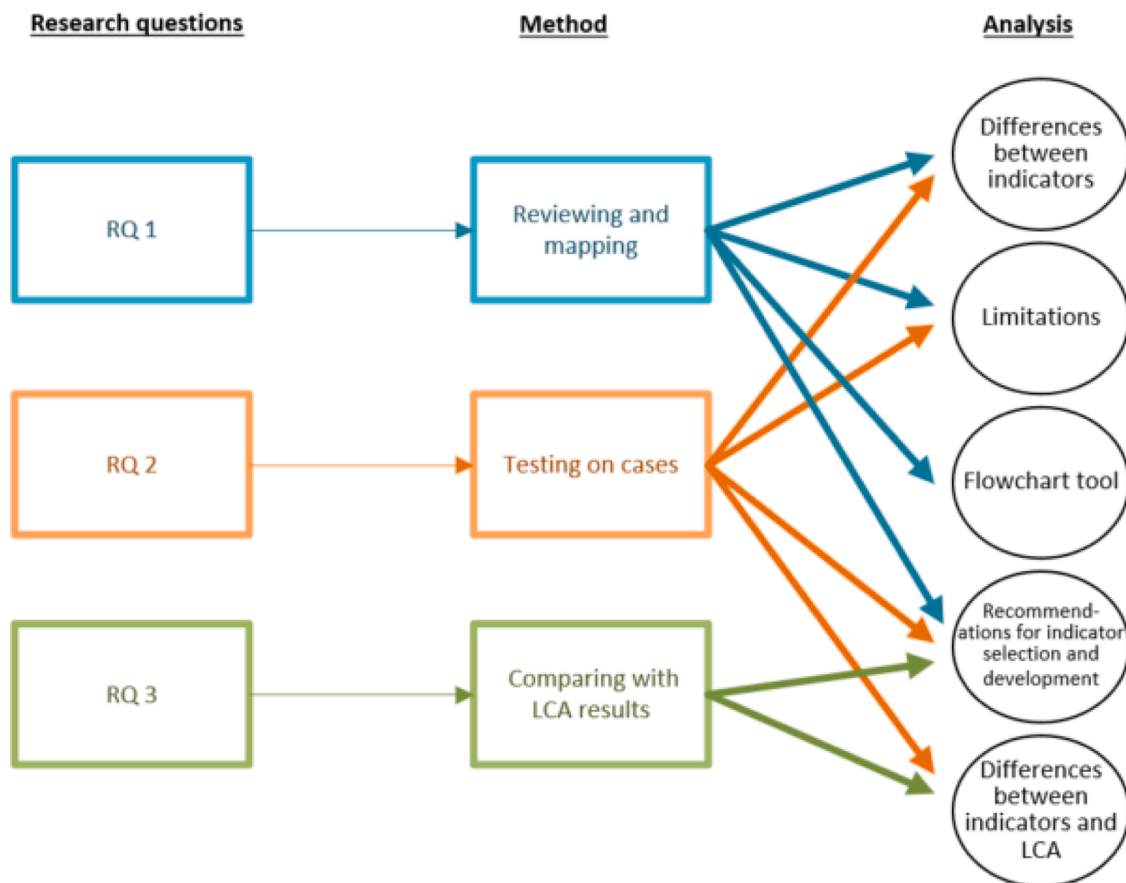 Research questions
Method
Analysis
RQ 1
Reviewing and
mapping
RQ 2
Testing on cases
RQ 3
Comparing with
LCA results
Differences
between
indicators
Limitations
Flowchart tool
Recommend-
ations for indicator
selection and
development
Differences
between
indicators and
LCA